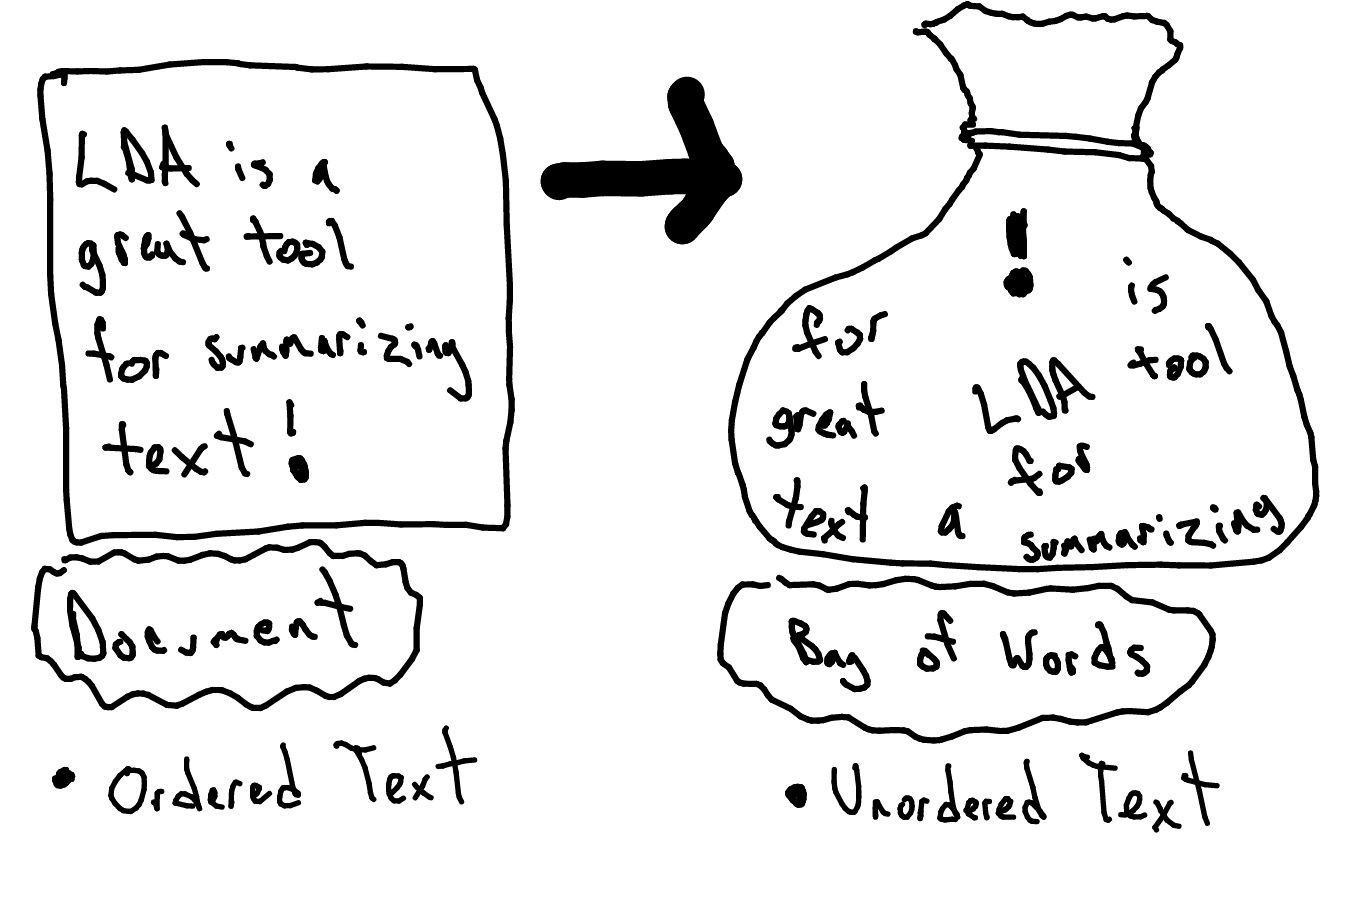 LDA is a
great tool
for summarizing
text!
Document
• Ordered Text
! is
for tool
LDA
great for
text a summarizing
Bag of Words
• Unordered Text